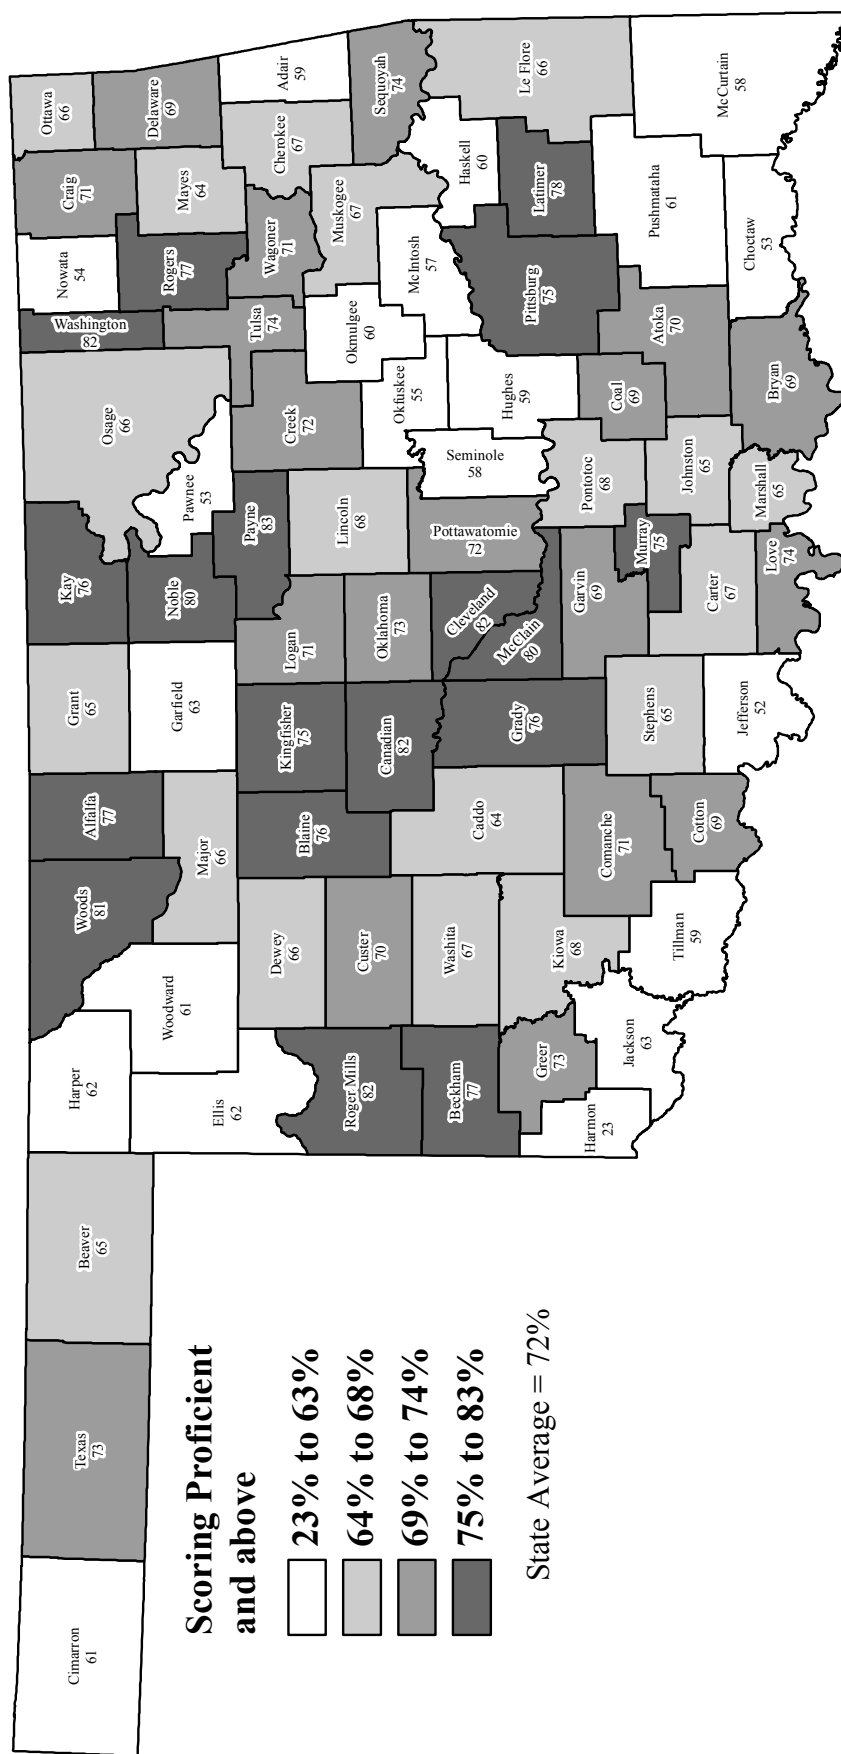 Cimarron
61
Texas
73
Beaver
65
Harper
62
Woods
81
Alfalfa
77
Grant
65
Kay
76
Osage
66
Washington
82
Nowata
54
Craig
71
Ottawa
66
Ellis
62
Woodward
61
Major
66
Garfield
63
Noble
80
Pawnee
53
Rogers
77
Mayes
64
Delaware
69
Roger Mills
82
Dewey
66
Blaine
76
Kingfisher
75
Logan
71
Payne
83
Creek
72
Tulsa
74
Wagoner
71
Cherokee
67
Adair
59
Beckham
77
Custer
70
Canadian
82
Oklahoma
73
Lincoln
68
Okfuskee
55
Okmulgee
60
Muskogee
67
Sequoyah
74
Washita
67
Caddo
64
Grady
76
Cleveland
82
McClain
80
Pottawatomie
72
Seminole
58
Hughes
59
McIntosh
57
Haskell
60
Le Flore
66
Harmon
23
Greer
73
Kiowa
68
Comanche
71
Stephens
65
Garvin
69
Murray
75
Pontotoc
68
Coal
69
Pittsburg
75
Latimer
78
Jackson
63
Tillman
59
Cotton
69
Jefferson
52
Carter
67
Love
74
Johnston
65
Marshall
65
Atoka
70
Bryan
69
Pushmataha
61
Choctaw
53
McCurtain
58
Scoring Proficient
and above
23% to 63%
64% to 68%
69% to 74%
75% to 83%
State Average = 72%